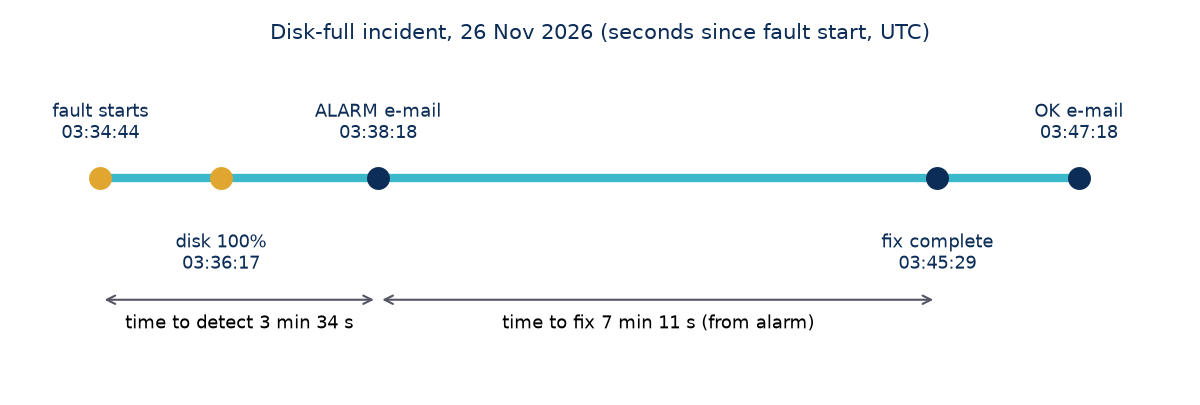 Disk-full incident, 26 Nov 2026 (seconds since fault start, UTC)
fault starts
03:34:44
ALARM e-mail
03:38:18
OK e-mail
03:47:18
disk 100%
03:36:17
fix complete
03:45:29
time to detect 3 min 34 s
time to fix 7 min 11 s (from alarm)